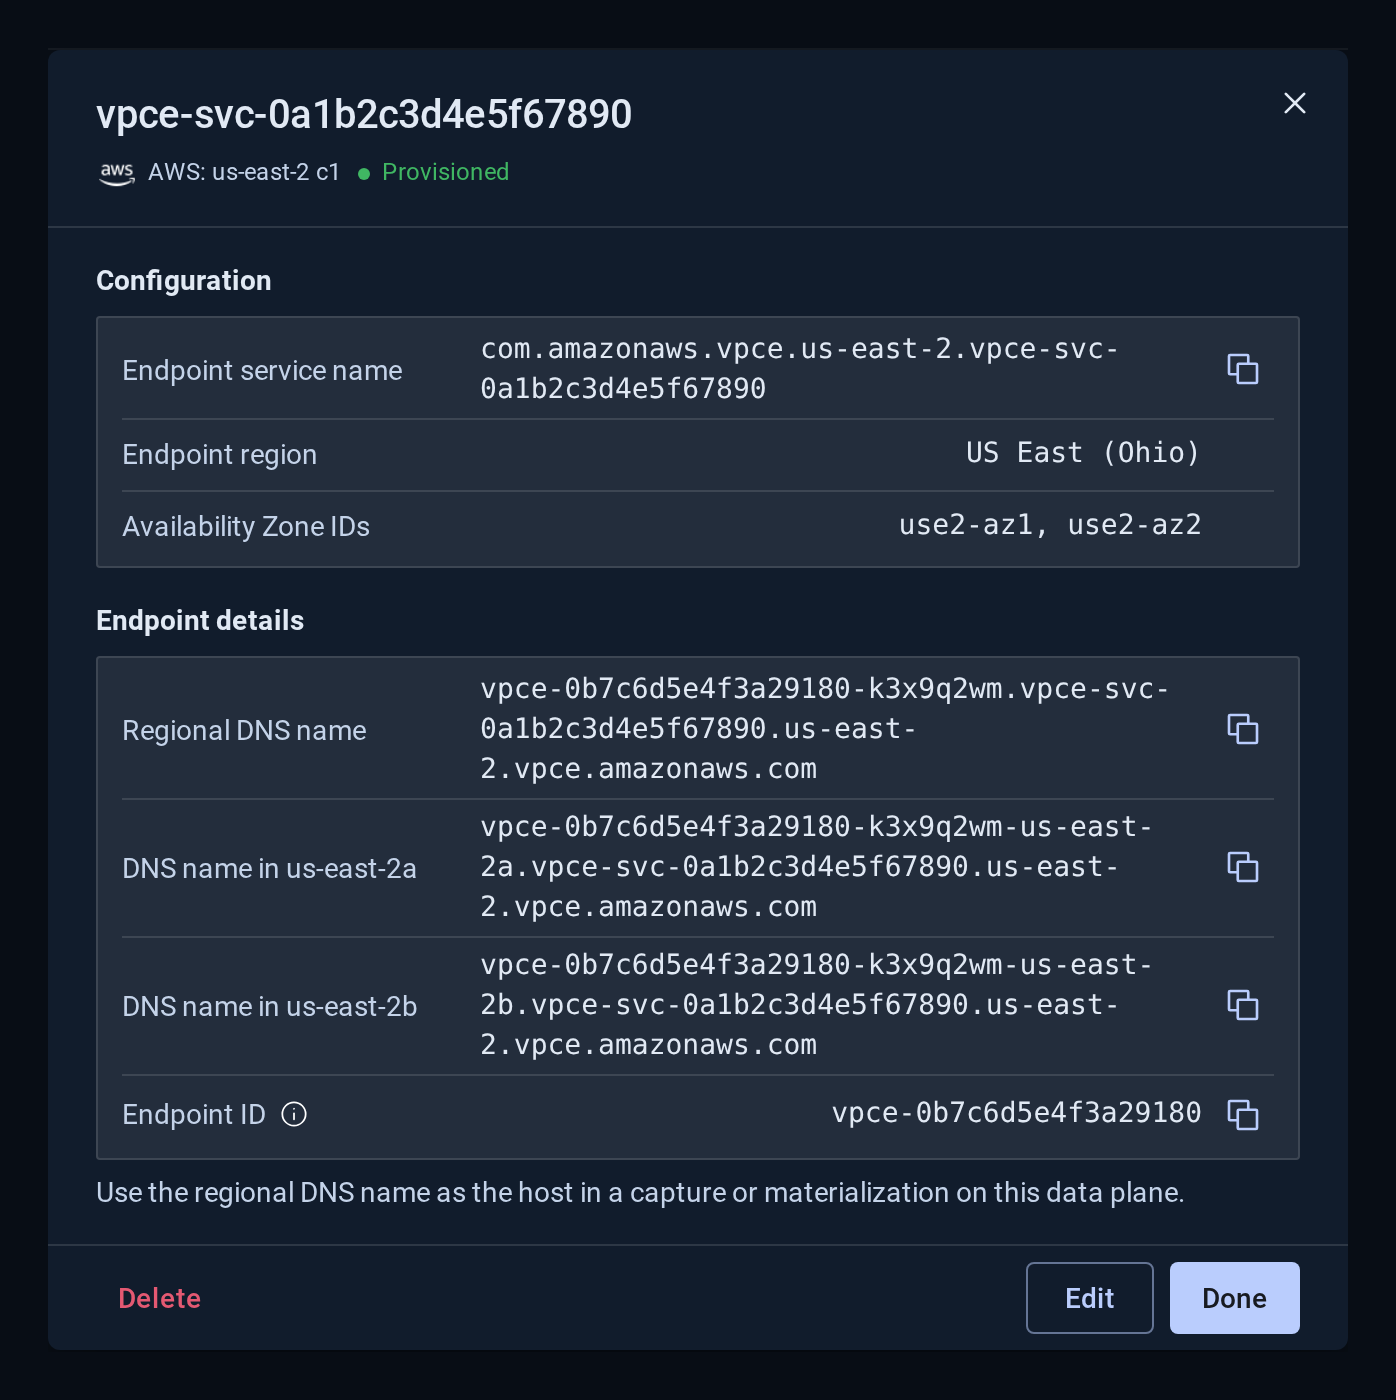 vpce-svc-0a1b2c3d4e5f67890
aws AWS: us-east-2 c1 Provisioned
Configuration
Endpoint service name
com.amazonaws.vpce.us-east-2.vpce-svc-
0a1b2c3d4e5f67890
Endpoint region
US East (Ohio)
Availability Zone IDs
use2-az1, use2-az2
Endpoint details
Regional DNS name
vpce-0b7c6d5e4f3a29180-k3x9q2wm.vpce-svc-
0a1b2c3d4e5f67890.us-east-
2.vpce.amazonaws.com
DNS name in us-east-2a
vpce-0b7c6d5e4f3a29180-k3x9q2wm-us-east-
2a.vpce-svc-0a1b2c3d4e5f67890.us-east-
2.vpce.amazonaws.com
DNS name in us-east-2b
vpce-0b7c6d5e4f3a29180-k3x9q2wm-us-east-
2b.vpce-svc-0a1b2c3d4e5f67890.us-east-
2.vpce.amazonaws.com
Endpoint ID
vpce-0b7c6d5e4f3a29180
Use the regional DNS name as the host in a capture or materialization on this data plane.
Delete
Edit
Done